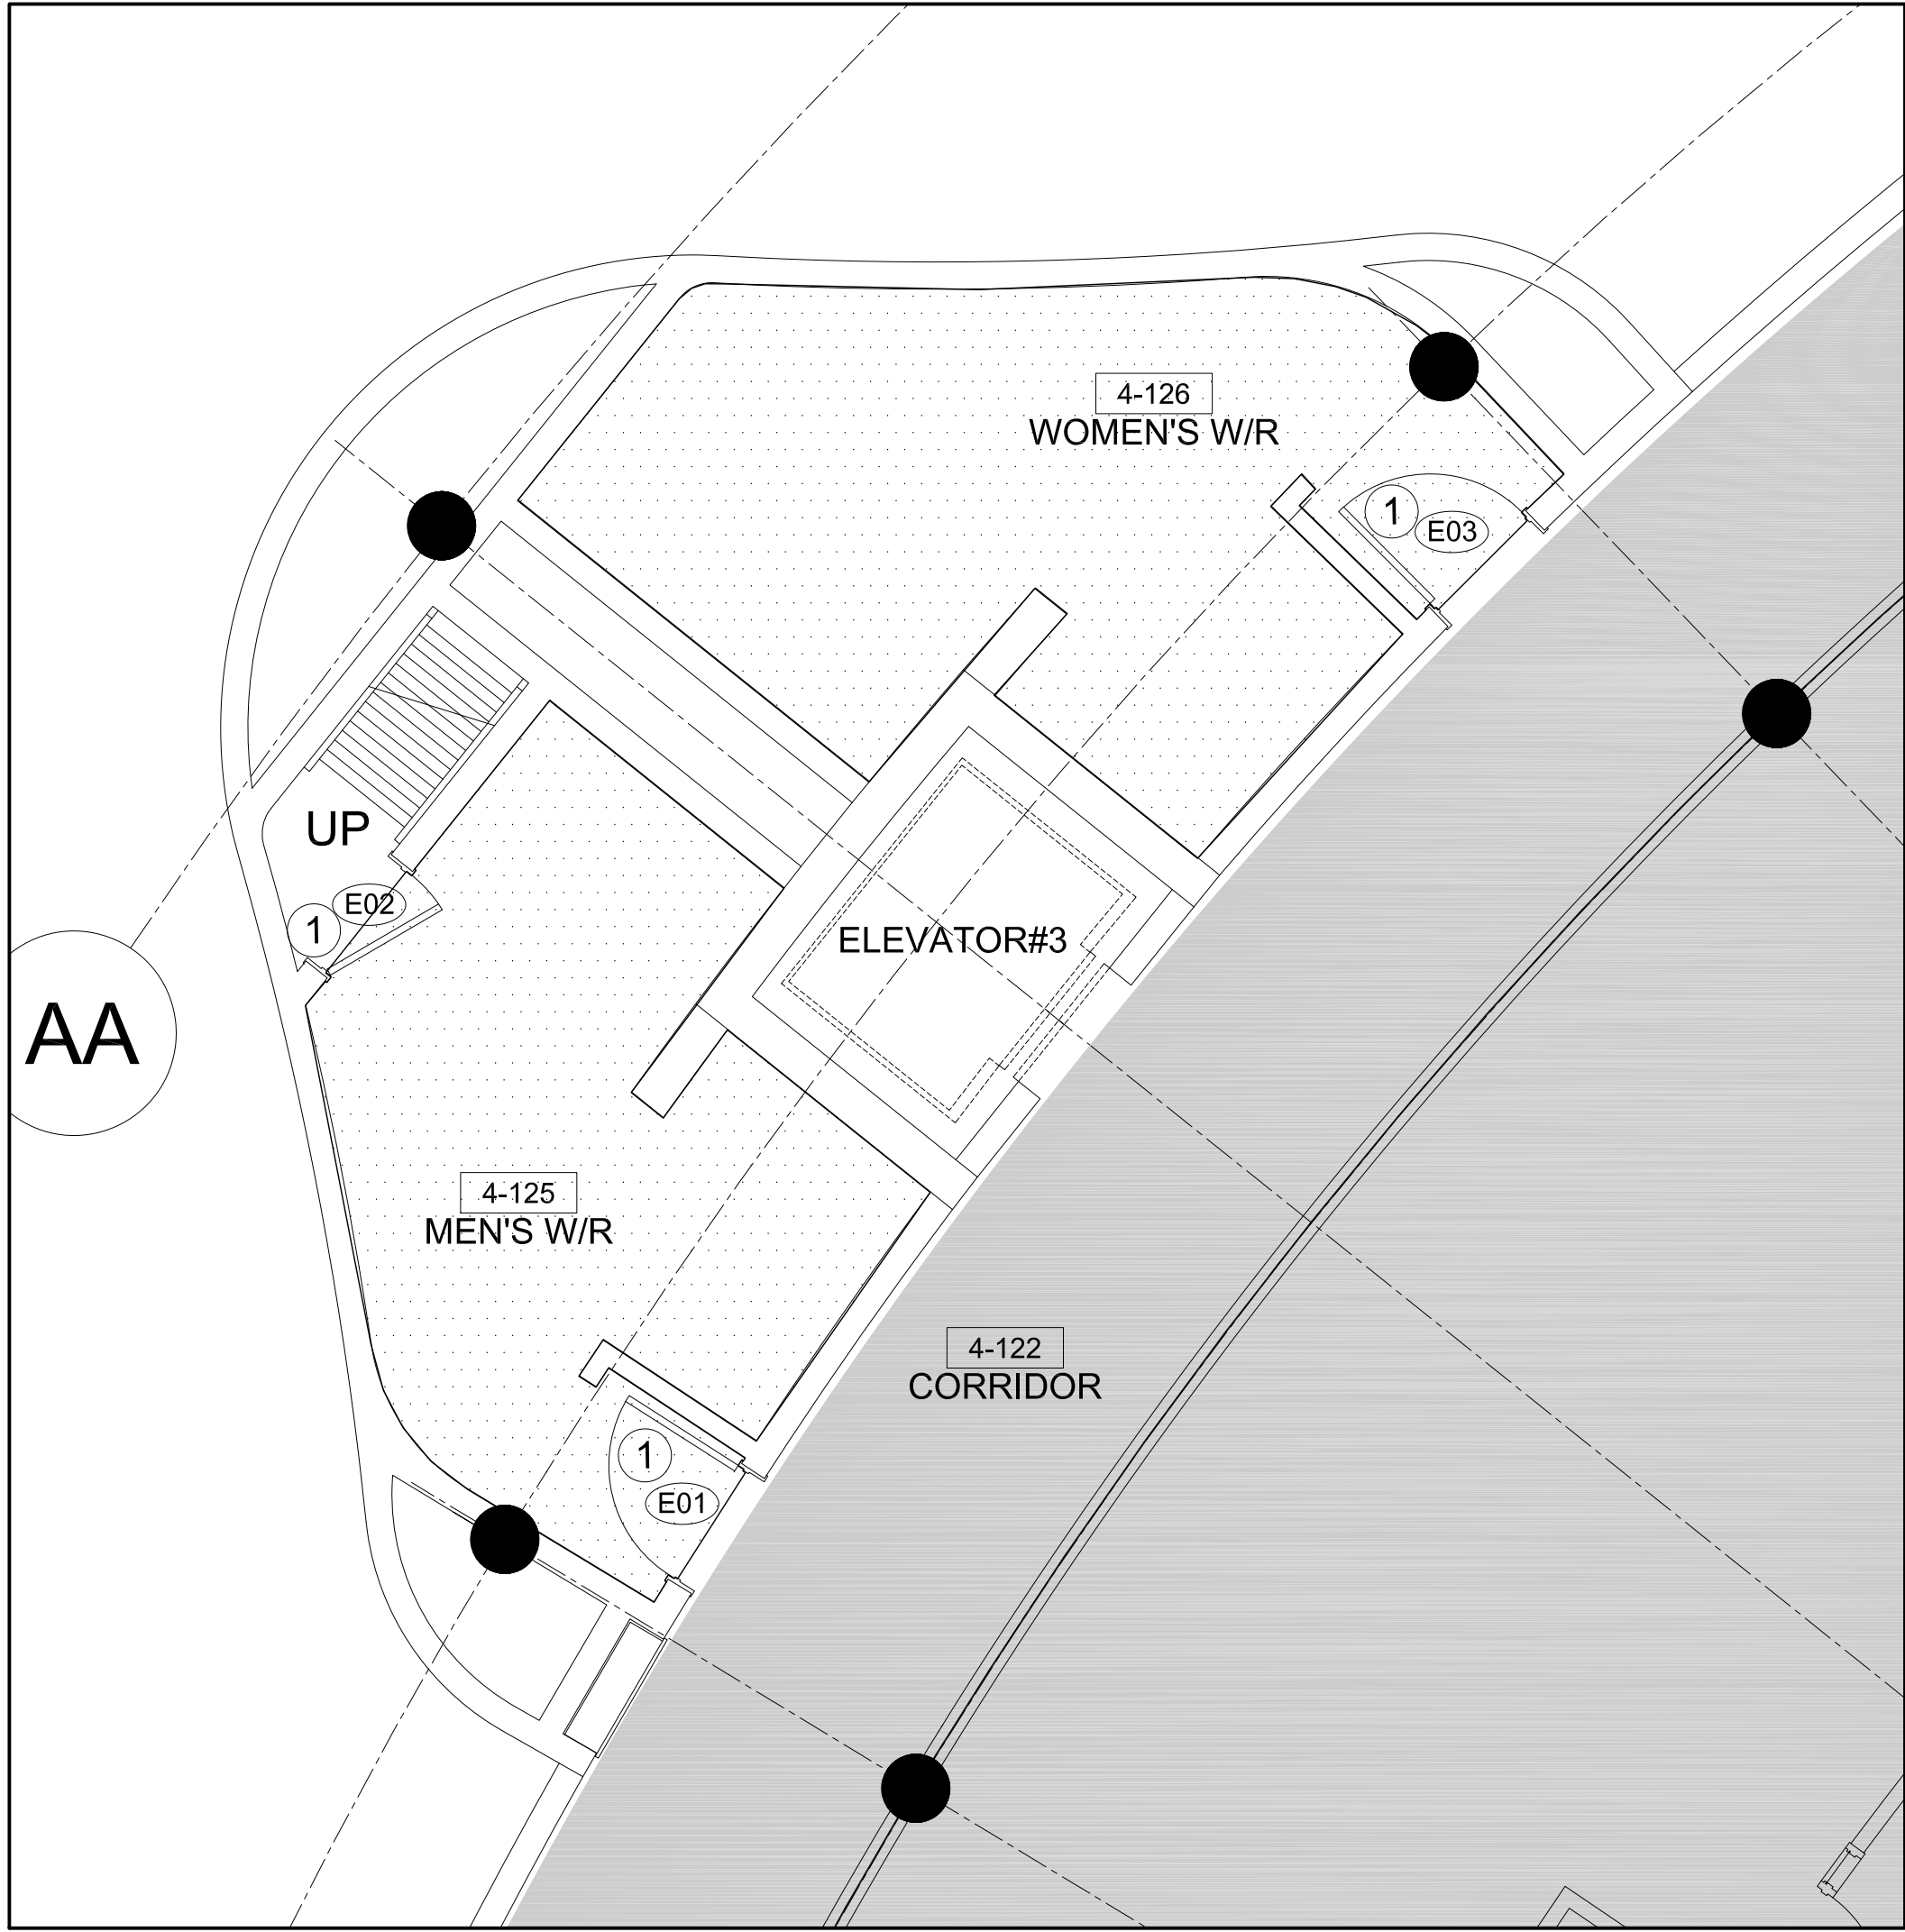 4-126
WOMEN'S W/R
1
E03
UP
E02
1
ELEVATOR#3
AA
4-125
MEN'S W/R
4-122
CORRIDOR
1
E01